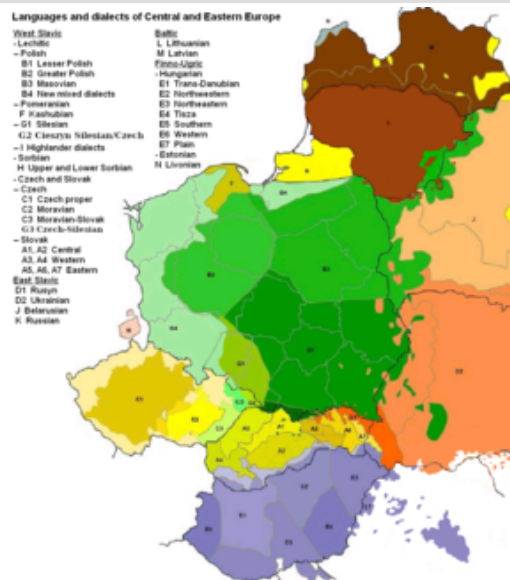 Languages and dialects of Central and Eastern Europe
West Slavic
- Lechitic
-- Polish
B1 Lesser Polish
B2 Greater Polish
B3 Masovian
B4 New mixed dialects
-- Pomeranian
F Kashubian
-- G1 Silesian
G2 Cieszyn Silesian/Czech
-- I Highlander dialects
- Sorbian
H Upper and Lower Sorbian
- Czech and Slovak
-- Czech
C1 Czech proper
C2 Moravian
C3 Moravian-Slovak
G3 Czech-Silesian
-- Slovak
A1, A2 Central
A3, A4 Western
A5, A6, A7 Eastern
East Slavic
D1 Rusyn
D2 Ukrainian
J Belarusian
K Russian
Baltic
L Lithuanian
M Latvian
Finno-Ugric
- Hungarian
E1 Trans-Danubian
E2 Northwestern
E3 Northeastern
E4 Tisza
E5 Southern
E6 Western
E7 Plain
- Estonian
N Livonian